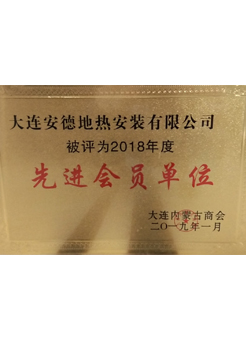 大连安德地热安装有限公司
被评为2018年度
先进会员单位
大连内蒙古商会
二〇一九年一月